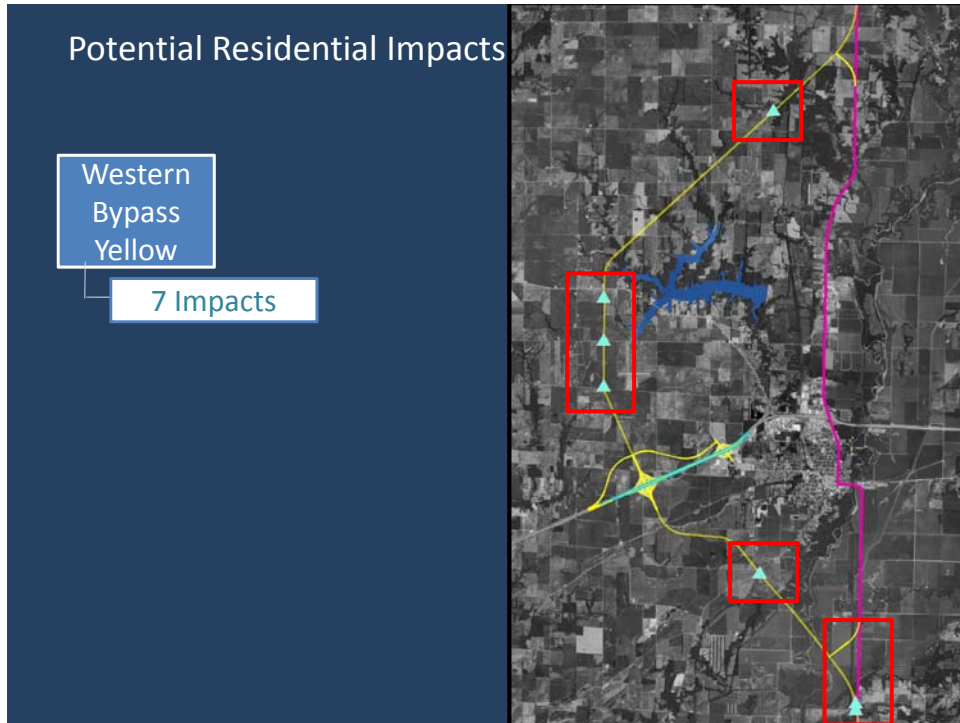 Potential Residential Impacts
Western
Bypass
Yellow
7 Impacts